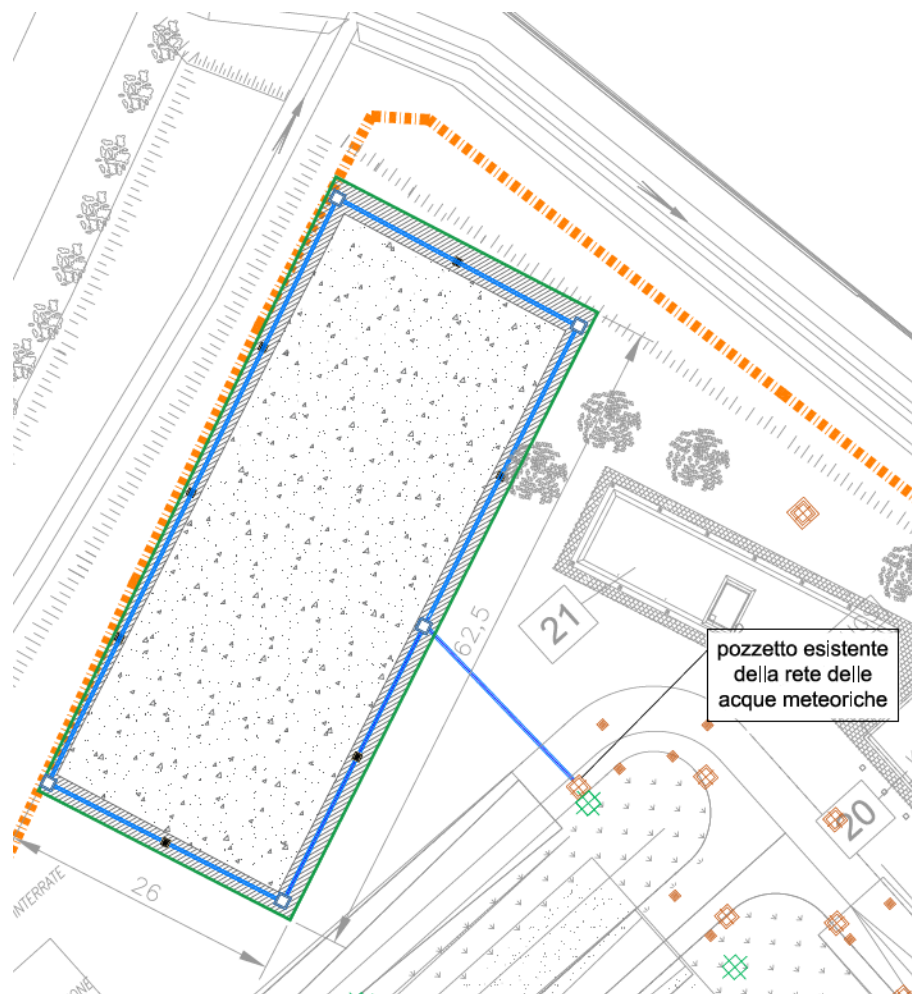 62,5
21
pozzetto esistente
della rete delle
acque meteoriche
20
26
INTERRATE